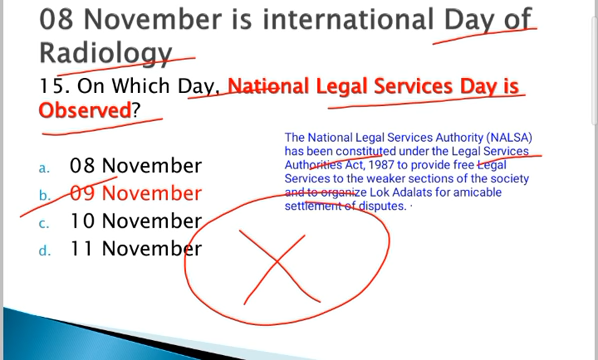 08 November is international Day of
Radiology
15. On Which Day, National Legal Services Day is
Observed?
a. 08 November
b. 09 November
c. 10 November
d. 11 November
The National Legal Services Authority (NALSA)
has been constituted under the Legal Services
Authorities Act, 1987 to provide free Legal
Services to the weaker sections of the society
and to organize Lok Adalats for amicable
settlement of disputes. ·